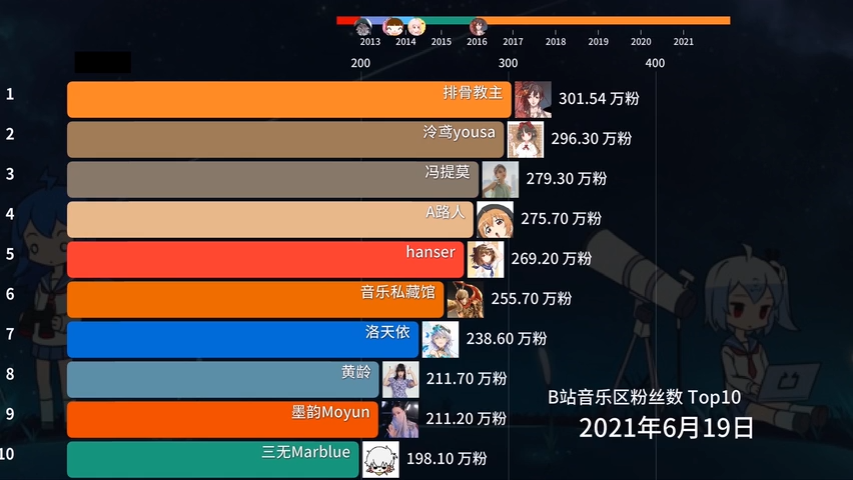 2013 2014 2015 2016 2017 2018 2019 2020 2021
200 300 400
1 排骨教主 301.54 万粉
2 泠鸢yousa 296.30 万粉
3 冯提莫 279.30 万粉
4 A路人 275.70 万粉
5 hanser 269.20 万粉
6 音乐私藏馆 255.70 万粉
7 洛天依 238.60 万粉
8 黄龄 211.70 万粉
9 墨韵Moyun 211.20 万粉
10 三无Marblue 198.10 万粉
B站音乐区粉丝数 Top10
2021年6月19日